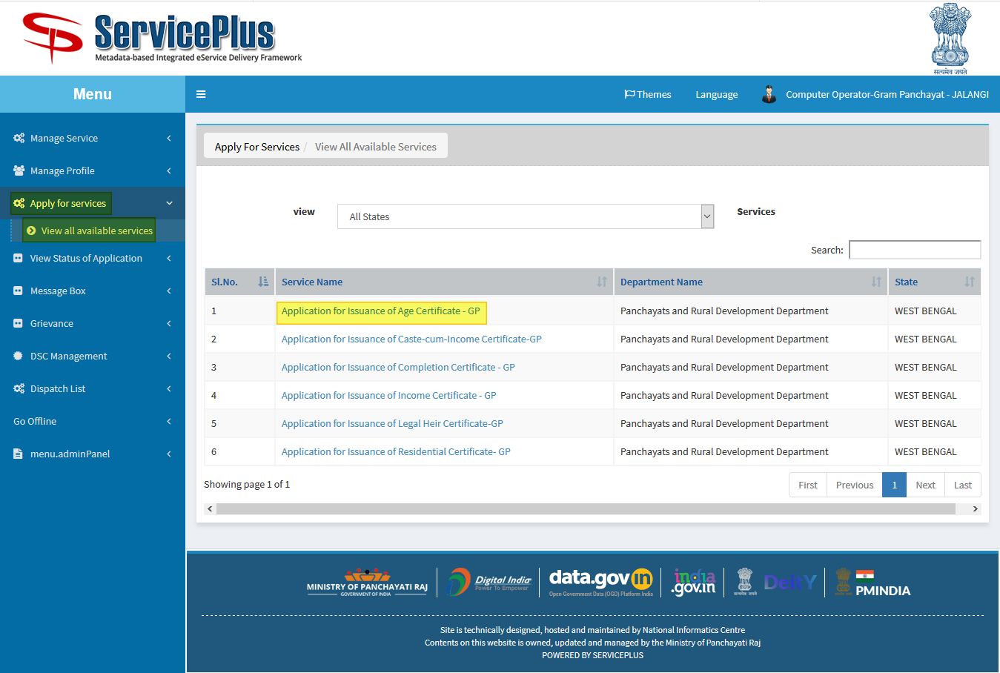 ServicePlus
Metadata-based Integrated eService Delivery Framework
सत्यमेव जयते
Menu
Themes
Language
Computer Operator-Gram Panchayat - JALANGI
Manage Service
Manage Profile
Apply for services
View all available services
View Status of Application
Message Box
Grievance
DSC Management
Dispatch List
Go Offline
menu.adminPanel
Apply For Services / View All Available Services
view All States Services
Search:
Sl.No. Service Name Department Name State
1 Application for Issuance of Age Certificate - GP Panchayats and Rural Development Department WEST BENGAL
2 Application for Issuance of Caste-cum-Income Certificate-GP Panchayats and Rural Development Department WEST BENGAL
3 Application for Issuance of Completion Certificate - GP Panchayats and Rural Development Department WEST BENGAL
4 Application for Issuance of Income Certificate - GP Panchayats and Rural Development Department WEST BENGAL
5 Application for Issuance of Legal Heir Certificate-GP Panchayats and Rural Development Department WEST BENGAL
6 Application for Issuance of Residential Certificate- GP Panchayats and Rural Development Department WEST BENGAL
Showing page 1 of 1
First Previous 1 Next Last
MINISTRY OF PANCHAYATI RAJ
GOVERNMENT OF INDIA
Digital India
Power To Empower
data.gov in
Open Government Data (OGD) Platform India
india
.gov.in
सत्यमेव जयते
DeitY
PMINDIA
Site is technically designed, hosted and maintained by National Informatics Centre
Contents on this website is owned, updated and managed by the Ministry of Panchayati Raj
POWERED BY SERVICEPLUS